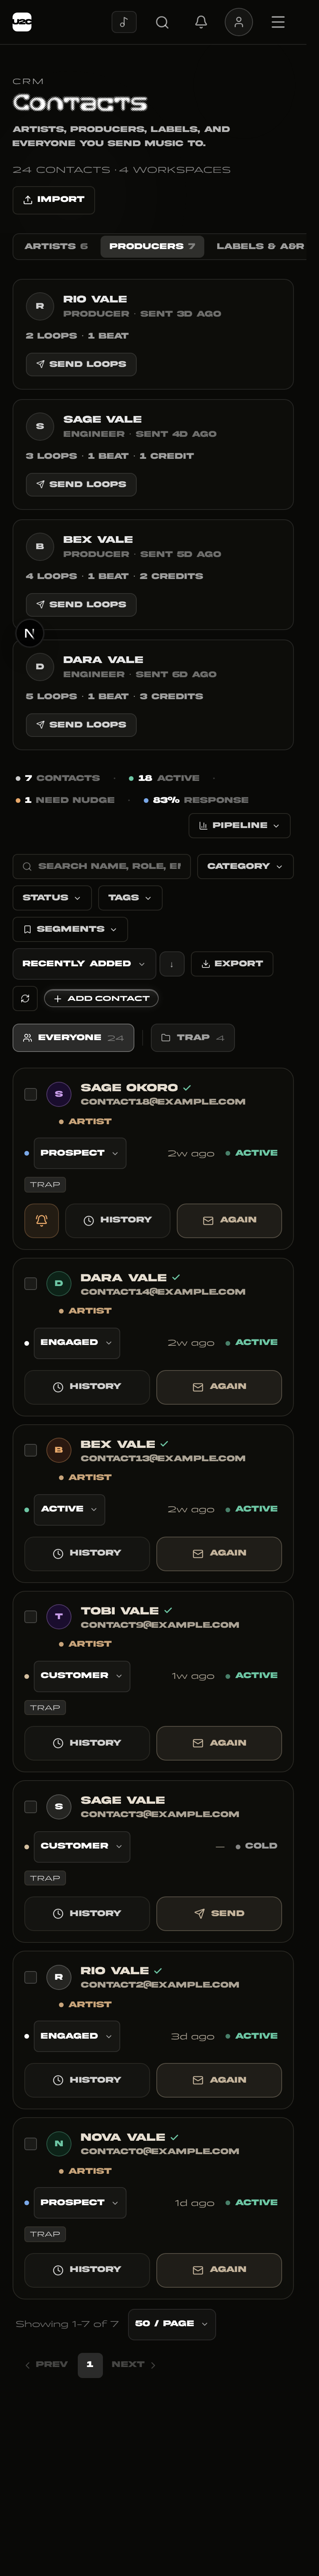 U2C
CRM
Contacts
ARTISTS, PRODUCERS, LABELS, AND
EVERYONE YOU SEND MUSIC TO.
24 CONTACTS · 4 WORKSPACES
IMPORT
ARTISTS 6 PRODUCERS 7 LABELS & A&R
R RIO VALE
PRODUCER · SENT 3D AGO
2 LOOPS · 1 BEAT
SEND LOOPS
S SAGE VALE
ENGINEER · SENT 4D AGO
3 LOOPS · 1 BEAT · 1 CREDIT
SEND LOOPS
B BEX VALE
PRODUCER · SENT 5D AGO
4 LOOPS · 1 BEAT · 2 CREDITS
SEND LOOPS
N
D DARA VALE
ENGINEER · SENT 6D AGO
5 LOOPS · 1 BEAT · 3 CREDITS
SEND LOOPS
7 CONTACTS · 18 ACTIVE ·
1 NEED NUDGE · 83% RESPONSE
PIPELINE
SEARCH NAME, ROLE, CATEGORY
STATUS TAGS
SEGMENTS
RECENTLY ADDED ↓ EXPORT
+ ADD CONTACT
EVERYONE 24 TRAP 4
S SAGE OKORO
CONTACT18@EXAMPLE.COM
ARTIST
PROSPECT 2w ago ACTIVE
TRAP
HISTORY AGAIN
D DARA VALE
CONTACT14@EXAMPLE.COM
ARTIST
ENGAGED 2w ago ACTIVE
HISTORY AGAIN
B BEX VALE
CONTACT13@EXAMPLE.COM
ARTIST
ACTIVE 2w ago ACTIVE
HISTORY AGAIN
T TOBI VALE
CONTACT9@EXAMPLE.COM
ARTIST
CUSTOMER 1w ago ACTIVE
TRAP
HISTORY AGAIN
S SAGE VALE
CONTACT3@EXAMPLE.COM
CUSTOMER — COLD
TRAP
HISTORY SEND
R RIO VALE
CONTACT2@EXAMPLE.COM
ARTIST
ENGAGED 3d ago ACTIVE
HISTORY AGAIN
N NOVA VALE
CONTACT0@EXAMPLE.COM
ARTIST
PROSPECT 1d ago ACTIVE
TRAP
HISTORY AGAIN
Showing 1-7 of 7 50 / PAGE
PREV 1 NEXT